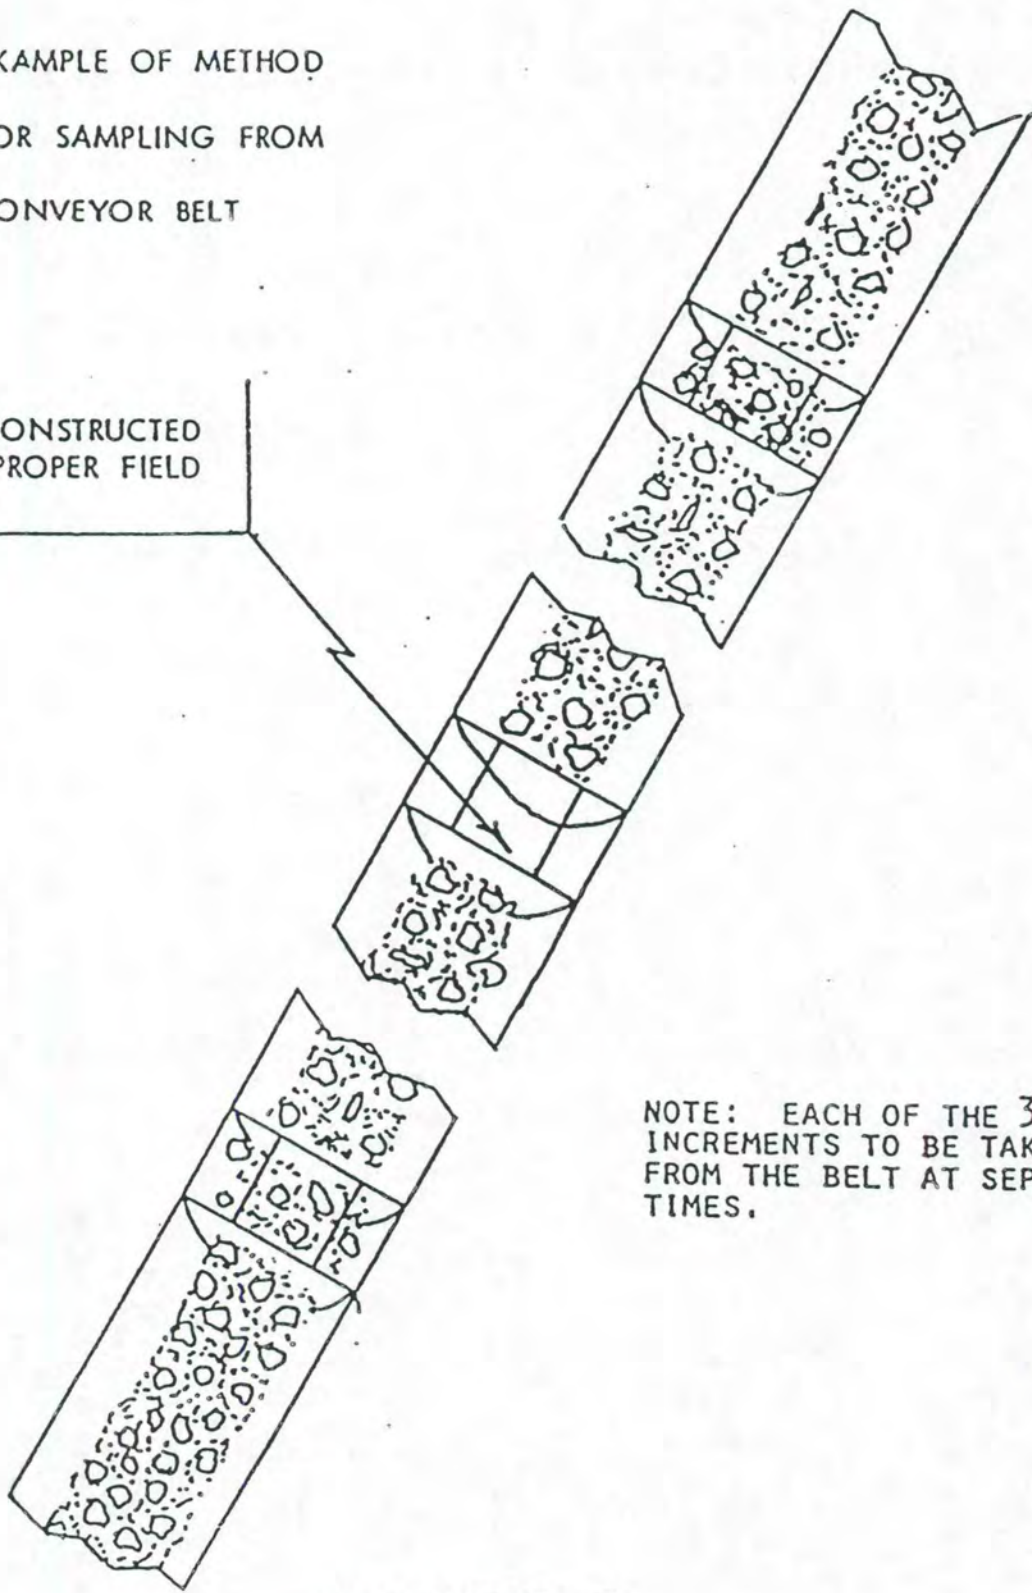 XAMPLE OF METHOD
OR SAMPLING FROM
ONVEYOR BELT
ONSTRUCTED
PROPER FIELD
NOTE: EACH OF THE 3
INCREMENTS TO BE TAK
FROM THE BELT AT SEP
TIMES.